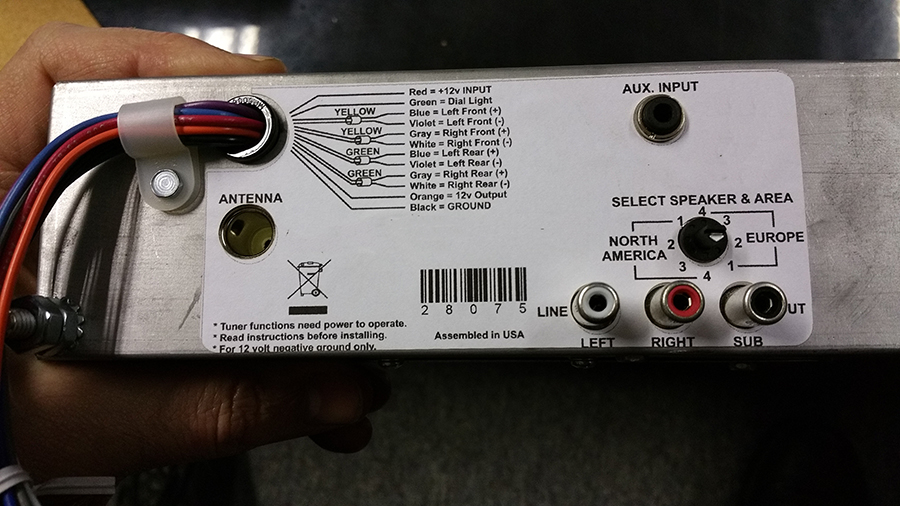 Red = +12v INPUT
Green = Dial Light
Blue = Left Front (+)
YELLOW
Violet = Left Front (-)
Gray = Right Front (+)
YELLOW
White = Right Front (-)
Blue = Left Rear (+)
GREEN
Violet = Left Rear (-)
Gray = Right Rear (+)
GREEN
White = Right Rear (-)
Orange = 12v Output
Black = GROUND
AUX. INPUT
ANTENNA
SELECT SPEAKER & AREA
4
1 3
NORTH AMERICA 2 2 EUROPE
3 1
4
28075
Assembled in USA
* Tuner functions need power to operate.
* Read instructions before installing.
* For 12 volt negative ground only.
LINE UT
LEFT RIGHT SUB